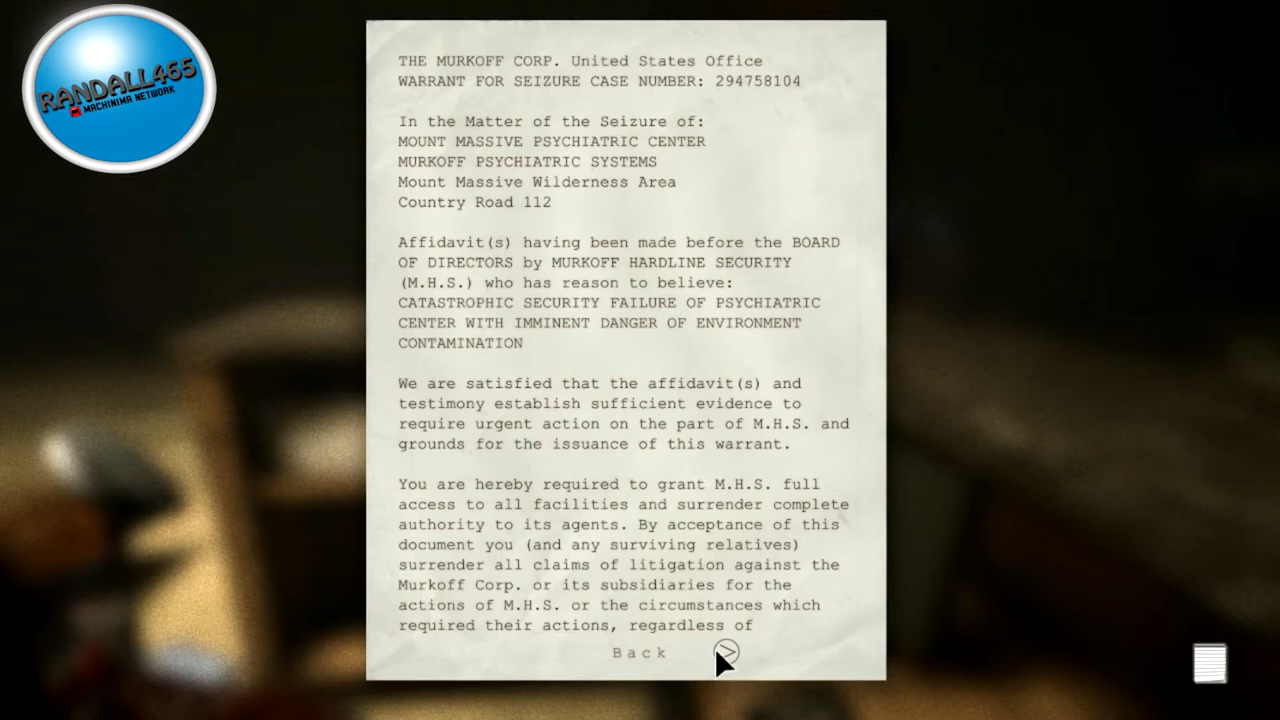 RANDALL465
MACHINIMA NETWORK
THE MURKOFF CORP. United States Office
WARRANT FOR SEIZURE CASE NUMBER: 294758104
In the Matter of the Seizure of:
MOUNT MASSIVE PSYCHIATRIC CENTER
MURKOFF PSYCHIATRIC SYSTEMS
Mount Massive Wilderness Area
Country Road 112
Affidavit(s) having been made before the BOARD
OF DIRECTORS by MURKOFF HARDLINE SECURITY
(M.H.S.) who has reason to believe:
CATASTROPHIC SECURITY FAILURE OF PSYCHIATRIC
CENTER WITH IMMINENT DANGER OF ENVIRONMENT
CONTAMINATION
We are satisfied that the affidavit(s) and
testimony establish sufficient evidence to
require urgent action on the part of M.H.S. and
grounds for the issuance of this warrant.
You are hereby required to grant M.H.S. full
access to all facilities and surrender complete
authority to its agents. By acceptance of this
document you (and any surviving relatives)
surrender all claims of litigation against the
Murkoff Corp. or its subsidiaries for the
actions of M.H.S. or the circumstances which
required their actions, regardless of
Back >